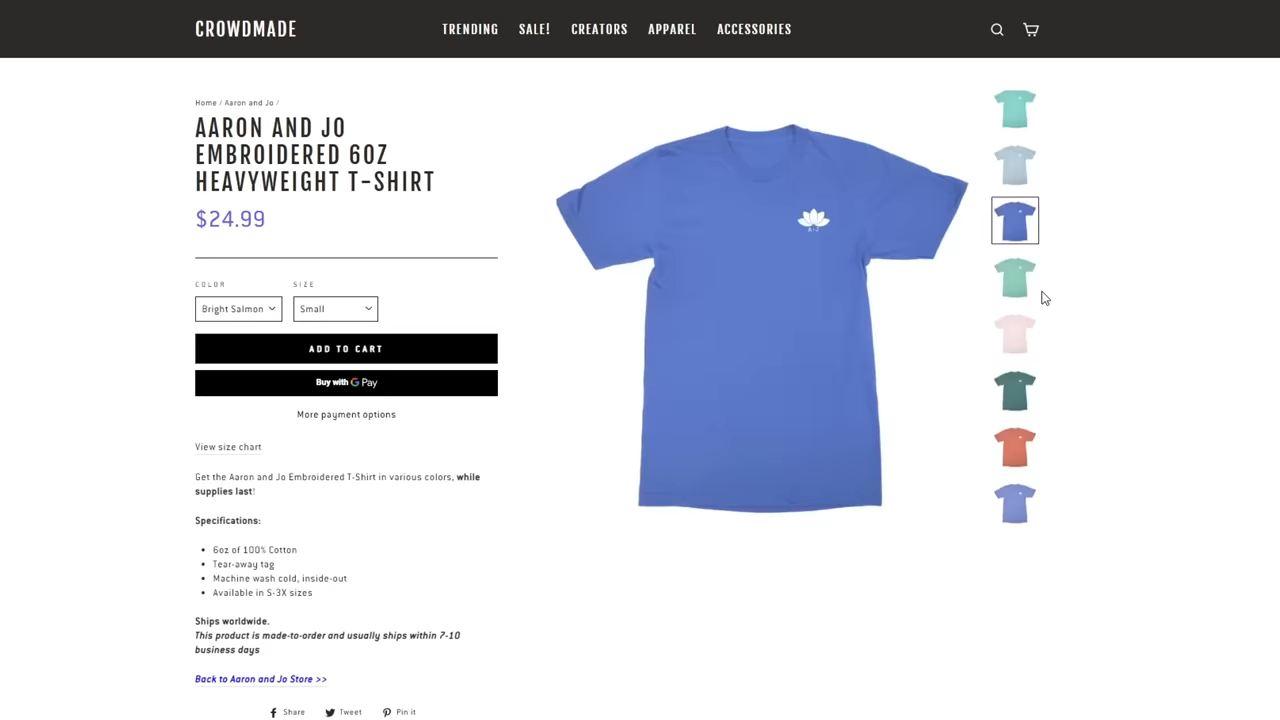 CROWDMADE
TRENDING SALE! CREATORS APPAREL ACCESSORIES
Home / Aaron and Jo /
AARON AND JO
EMBROIDERED 6OZ
HEAVYWEIGHT T-SHIRT
$24.99
COLOR SIZE
Bright Salmon Small
ADD TO CART
Buy with G Pay
More payment options
View size chart
Get the Aaron and Jo Embroidered T-Shirt in various colors, while
supplies last!
Specifications:
6oz of 100% Cotton
Tear-away tag
Machine wash cold, inside-out
Available in S-3X sizes
Ships worldwide.
This product is made-to-order and usually ships within 7-10
business days
Back to Aaron and Jo Store >>
Share Tweet Pin it